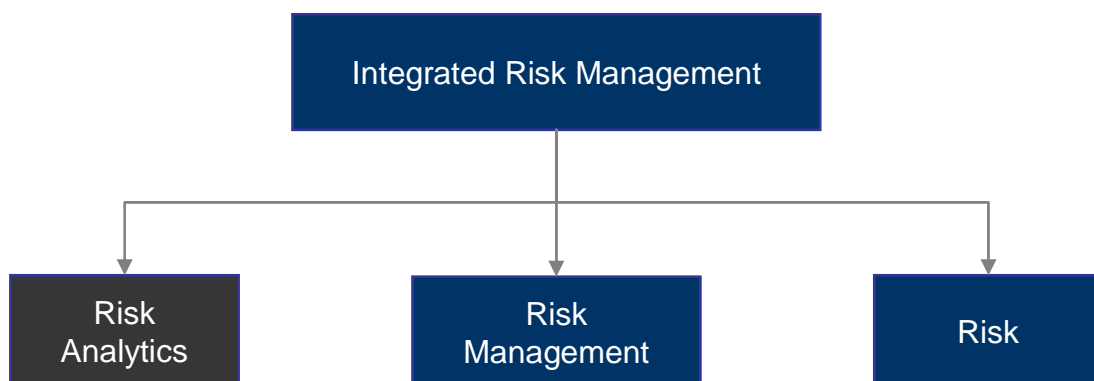 Integrated Risk Management
Risk
Analytics
Risk
Management
Risk